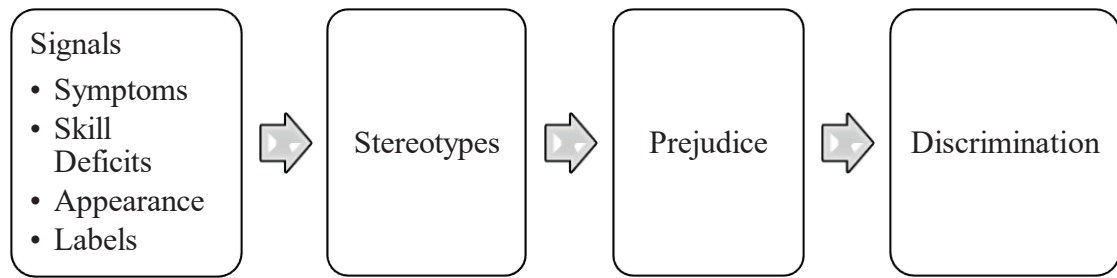 Signals
• Symptoms
• Skill
Deficits
• Appearance
• Labels
Stereotypes
Prejudice
Discrimination